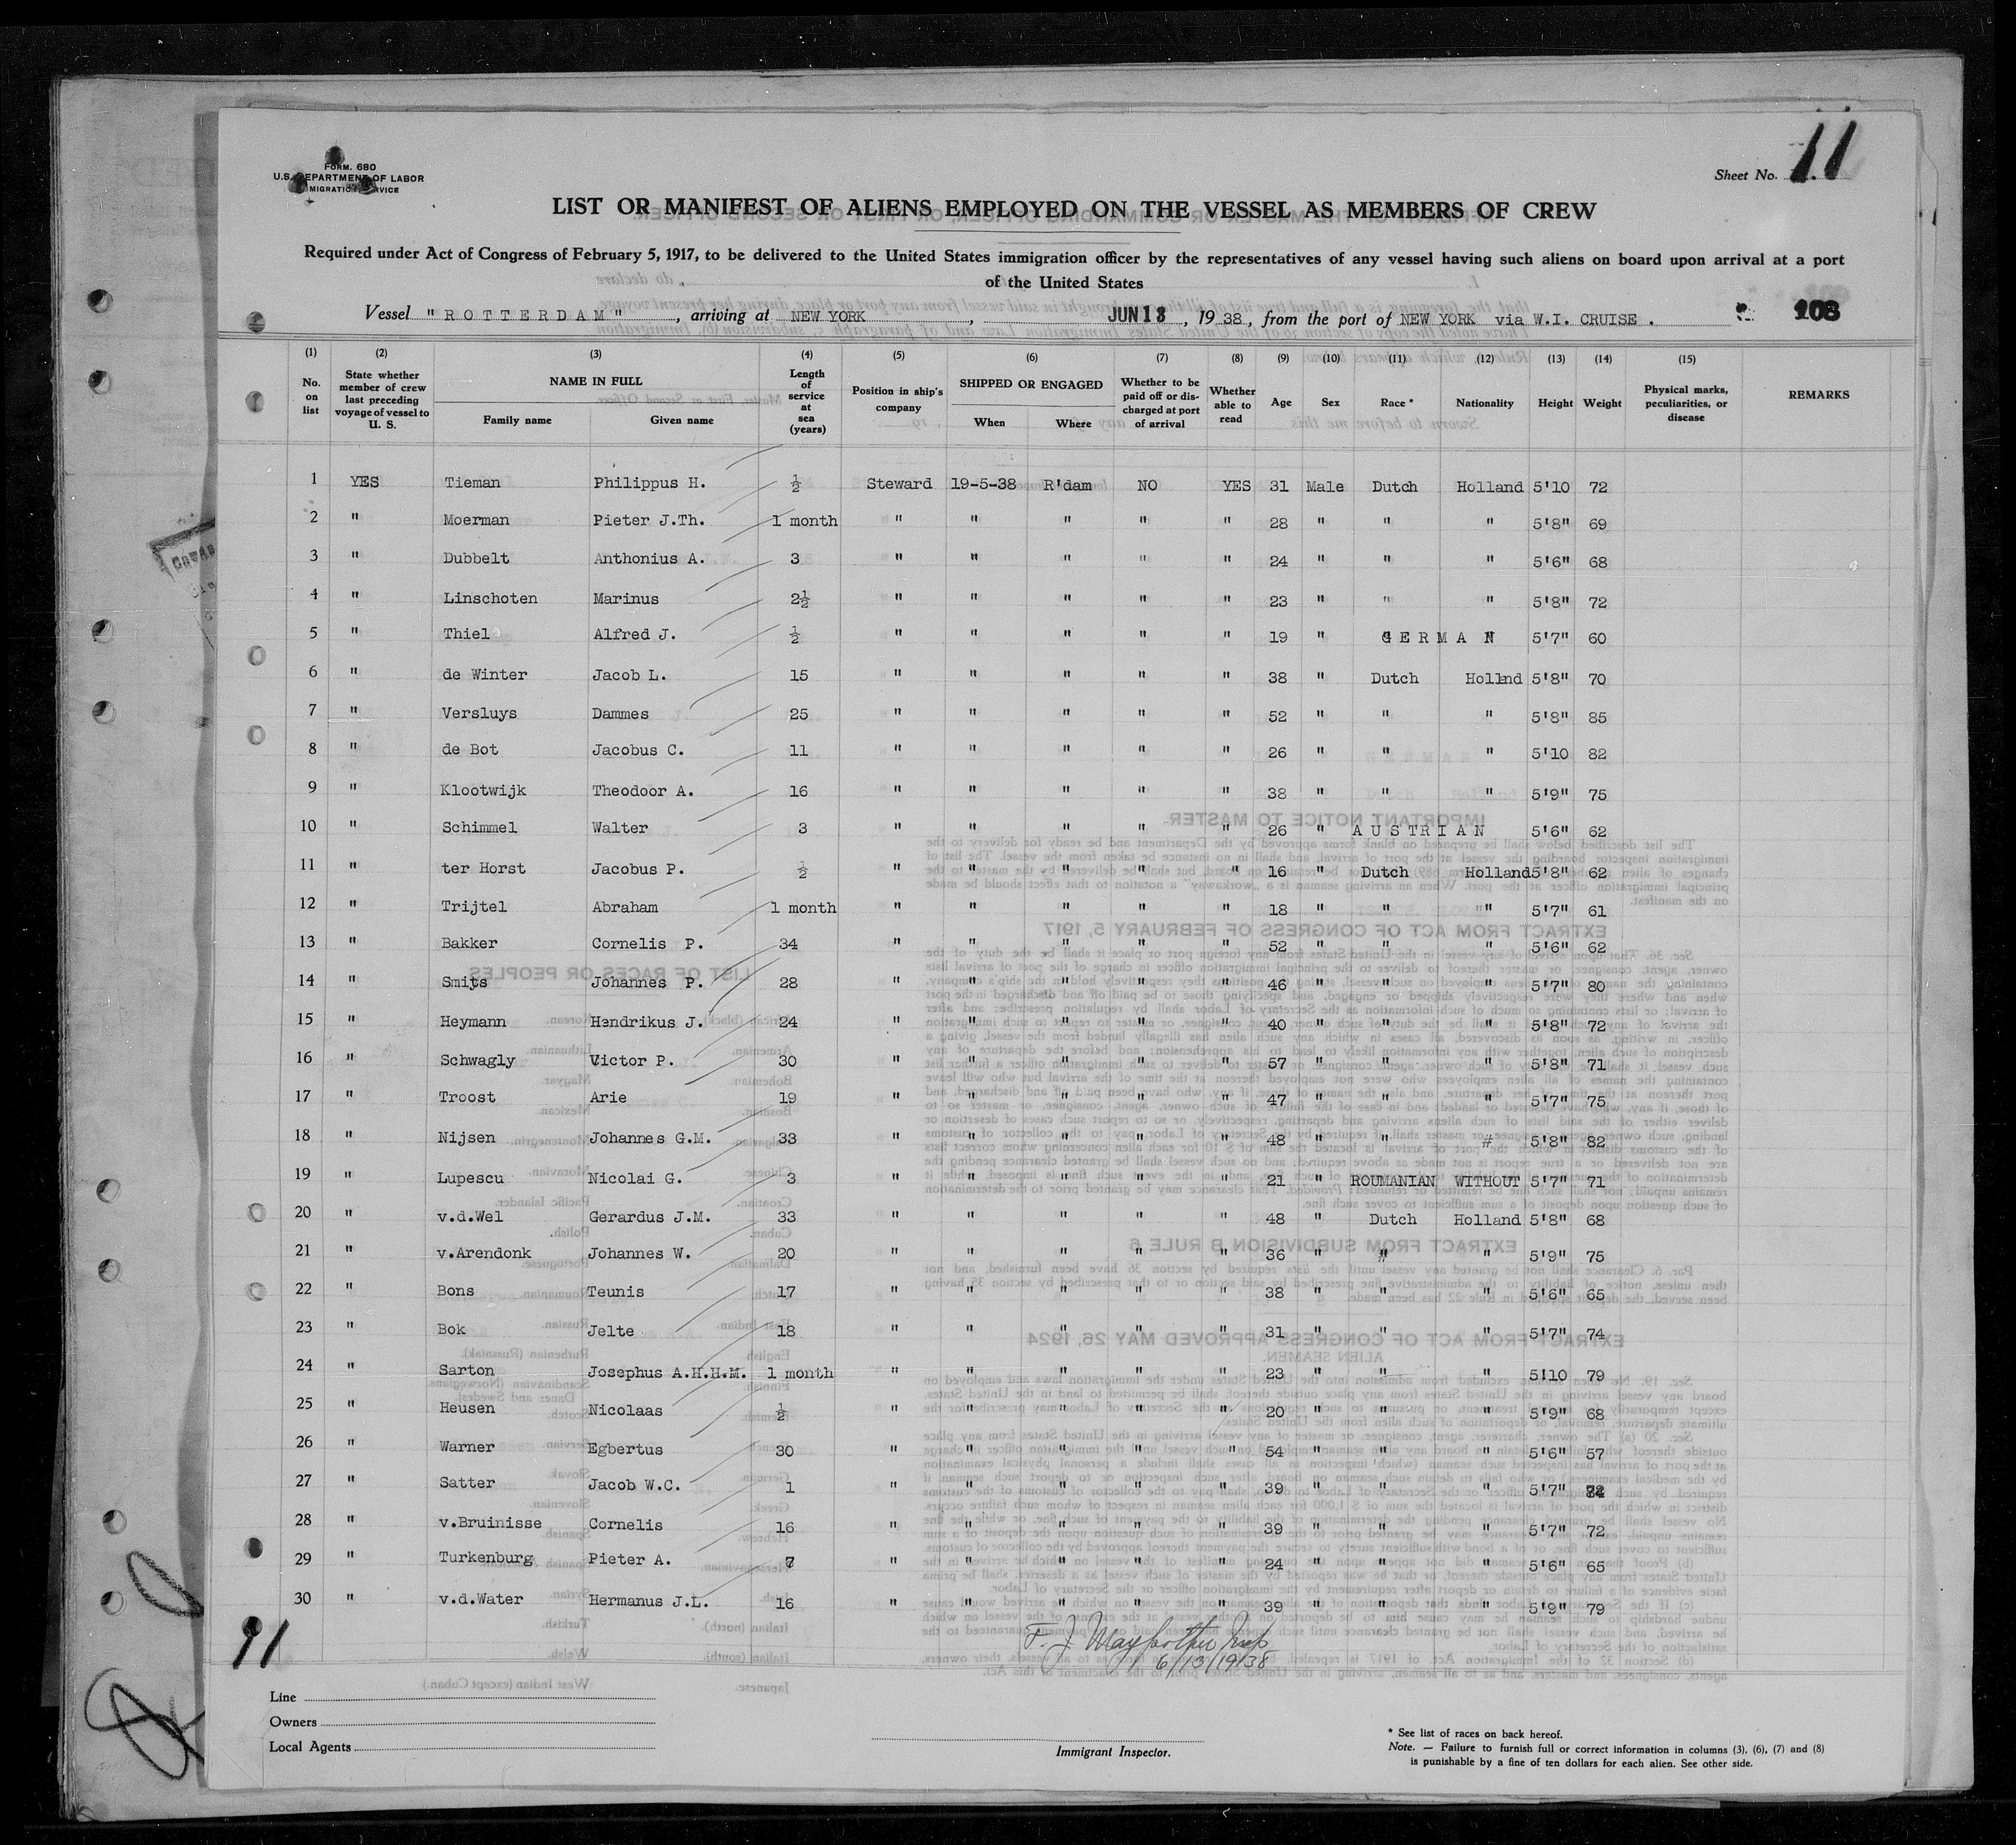 FORM. 680
U.S. DEPARTMENT OF LABOR
IMMIGRATION SERVICE
Sheet No. 11
LIST OR MANIFEST OF ALIENS EMPLOYED ON THE VESSEL AS MEMBERS OF CREW
Required under Act of Congress of February 5, 1917, to be delivered to the United States immigration officer by the representatives of any vessel having such aliens on board upon arrival at a port
of the United States
Vessel " ROTTERDAM ", arriving at NEW YORK, JUN 13, 1938, from the port of NEW YORK via W.I. CRUISE . 108
(1) (2) (3) (4) (5) (6) (7) (8) (9) (10) (11) (12) (13) (14) (15)
No. on list State whether member of crew last preceding voyage of vessel to U. S. NAME IN FULL Family name Given name Length of service at sea (years) Position in ship's company SHIPPED OR ENGAGED When Where Whether to be paid off or discharged at port of arrival Whether able to read Age Sex Race * Nationality Height Weight Physical marks, peculiarities, or disease REMARKS
1 YES Tieman Philippus H. ½ Steward 19-5-38 R'dam NO YES 31 Male Dutch Holland 5'10 72
2 " Moerman Pieter J.Th. 1 month " " " " " 28 " " " 5'8" 69
3 " Dubbelt Anthonius A. 3 " " " " " 24 " " " 5'6" 68
4 " Linschoten Marinus 2½ " " " " " 23 " " " 5'8" 72
5 " Thiel Alfred J. ½ " " " " " 19 " GERMAN 5'7" 60
6 " de Winter Jacob L. 15 " " " " " 38 " Dutch Hollnd 5'8" 70
7 " Versluys Dammes 25 " " " " " 52 " " " 5'8" 85
8 " de Bot Jacobus C. 11 " " " " " 26 " " " 5'10 82
9 " Klootwijk Theodoor A. 16 " " " " " 38 " " " 5'9" 75
10 " Schimmel Walter 3 " " " " " 26 " AUSTRIAN 5'6" 62
11 " ter Horst Jacobus P. ½ " " " " " 16 " Dutch Holland 5'8" 62
12 " Trijtel Abraham 1 month " " " " " 18 " " " 5'7" 61
13 " Bakker Cornelis P. 34 " " " " " 52 " " " 5'6" 62
14 " Smits Johannes P. 28 " " " " " 46 " " " 5'7" 80
15 " Heymann Hendrikus J. 24 " " " " " 40 " " " 5'8" 72
16 " Schwagly Victor P. 30 " " " " " 57 " " " 5'8" 71
17 " Troost Arie 19 " " " " " 47 " " " 5'7" 75
18 " Nijsen Johannes G.M. 33 " " " " " 48 " " " 5'8" 82
19 " Lupescu Nicolai G. 3 " " " " " 21 " ROUMANIAN WITHOUT 5'7" 71
20 " v.d.Wel Gerardus J.M. 33 " " " " " 48 " Dutch Holland 5'8" 68
21 " v.Arendonk Johannes W. 20 " " " " " 36 " " " 5'9" 75
22 " Bons Teunis 17 " " " " " 38 " " " 5'6" 65
23 " Bok Jelte 18 " " " " " 31 " " " 5'7" 74
24 " Sarton Josephus A.H.H.M. 1 month " " " " " 23 " " " 5'10 79
25 " Heusen Nicolaas ½ " " " " " 20 " " " 5'9" 68
26 " Warner Egbertus 30 " " " " " 54 " " " 5'6" 57
27 " Satter Jacob W.C. 1 " " " " " 39 " " " 5'7"
28 " v.Bruinisse Cornelis 16 " " " " " 39 " " " 5'7" 72
29 " Turkenburg Pieter A. 7 " " " " " 24 " " " 5'6" 65
30 " v.d.Water Hermanus J.L. 16 " " " " " 39 " " " 5'9" 79
11
6/13/1938
Line
Owners
Local Agents
Immigrant Inspector.
* See list of races on back hereof.
Note. — Failure to furnish full or correct information in columns (3), (6), (7) and (8)
is punishable by a fine of ten dollars for each alien. See other side.